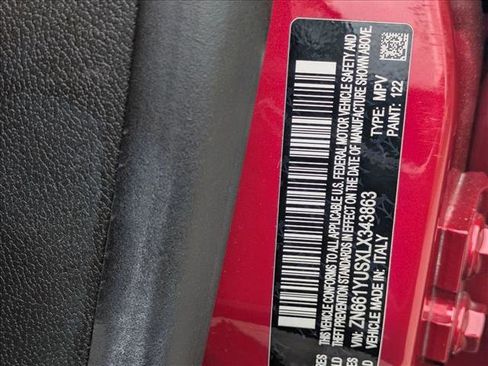 THIS VEHICLE CONFORMS TO ALL APPLICABLE U.S. FEDERAL MOTOR VEHICLE SAFETY AND
THEFT PREVENTION STANDARDS IN EFFECT ON THE DATE OF MANUFACTURE SHOWN ABOVE.
VIN: ZN661YUSXLX343863 TYPE: MPV
VEHICLE MADE IN: ITALY PAINT: 122